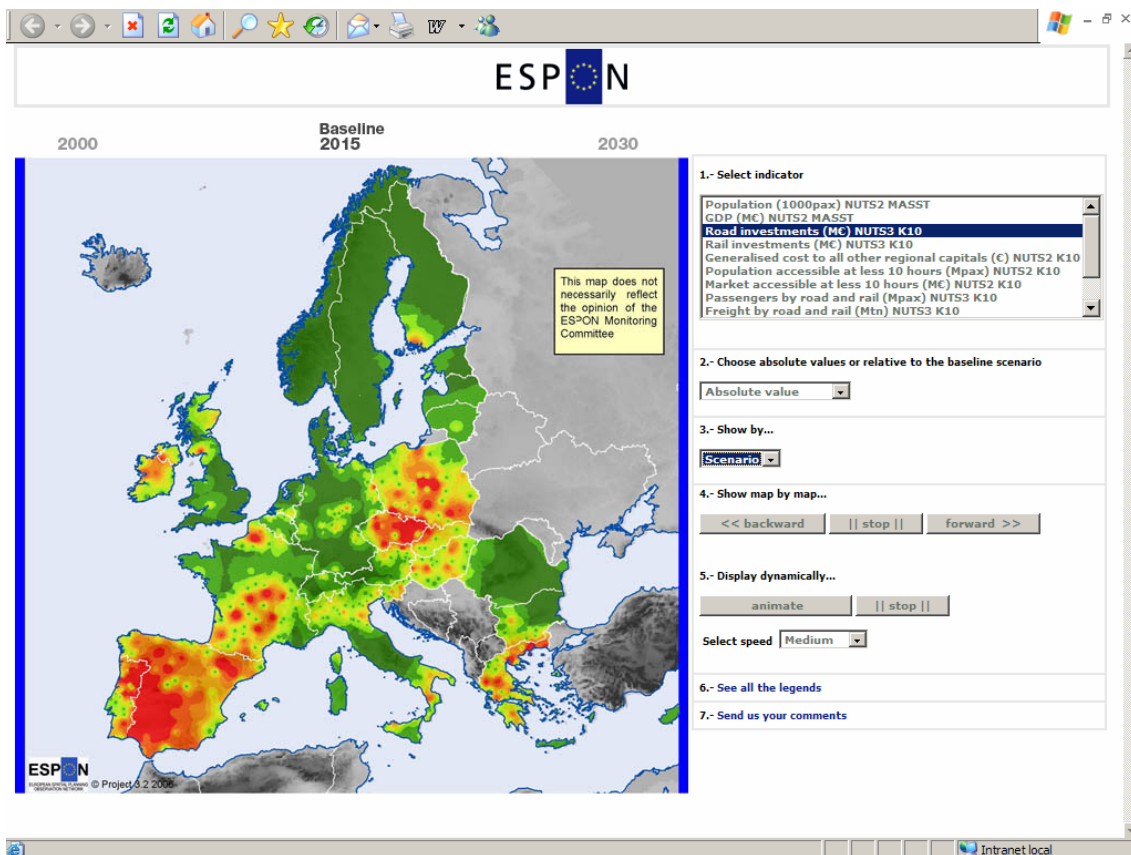 ESPON
Baseline
2000 2015 2030
This map does not
necessarily reflect
the opinion of the
ESPON Monitoring
Committee
ESPON
EUROPEAN SPATIAL PLANNING
OBSERVATION NETWORK
© Project 3.2 2006
1.- Select indicator
Population (1000pax) NUTS2 MASST
GDP (M€) NUTS2 MASST
Road investments (M€) NUTS3 K10
Rail investments (M€) NUTS3 K10
Generalised cost to all other regional capitals (€) NUTS2 K10
Population accessible at less 10 hours (Mpax) NUTS2 K10
Market accessible at less 10 hours (M€) NUTS2 K10
Passengers by road and rail (Mpax) NUTS3 K10
Freight by road and rail (Mtn) NUTS3 K10
2.- Choose absolute values or relative to the baseline scenario
Absolute value
3.- Show by...
Scenario
4.- Show map by map...
<< backward || stop || forward >>
5.- Display dynamically...
animate || stop ||
Select speed Medium
6.- See all the legends
7.- Send us your comments
Intranet local